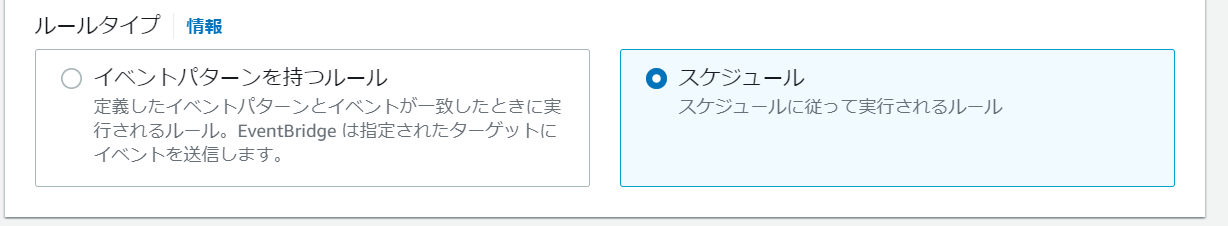 ルールタイプ 情報
イベントパターンを持つルール
定義したイベントパターンとイベントが一致したときに実
行されるルール。EventBridge は指定されたターゲットに
イベントを送信します。
スケジュール
スケジュールに従って実行されるルール